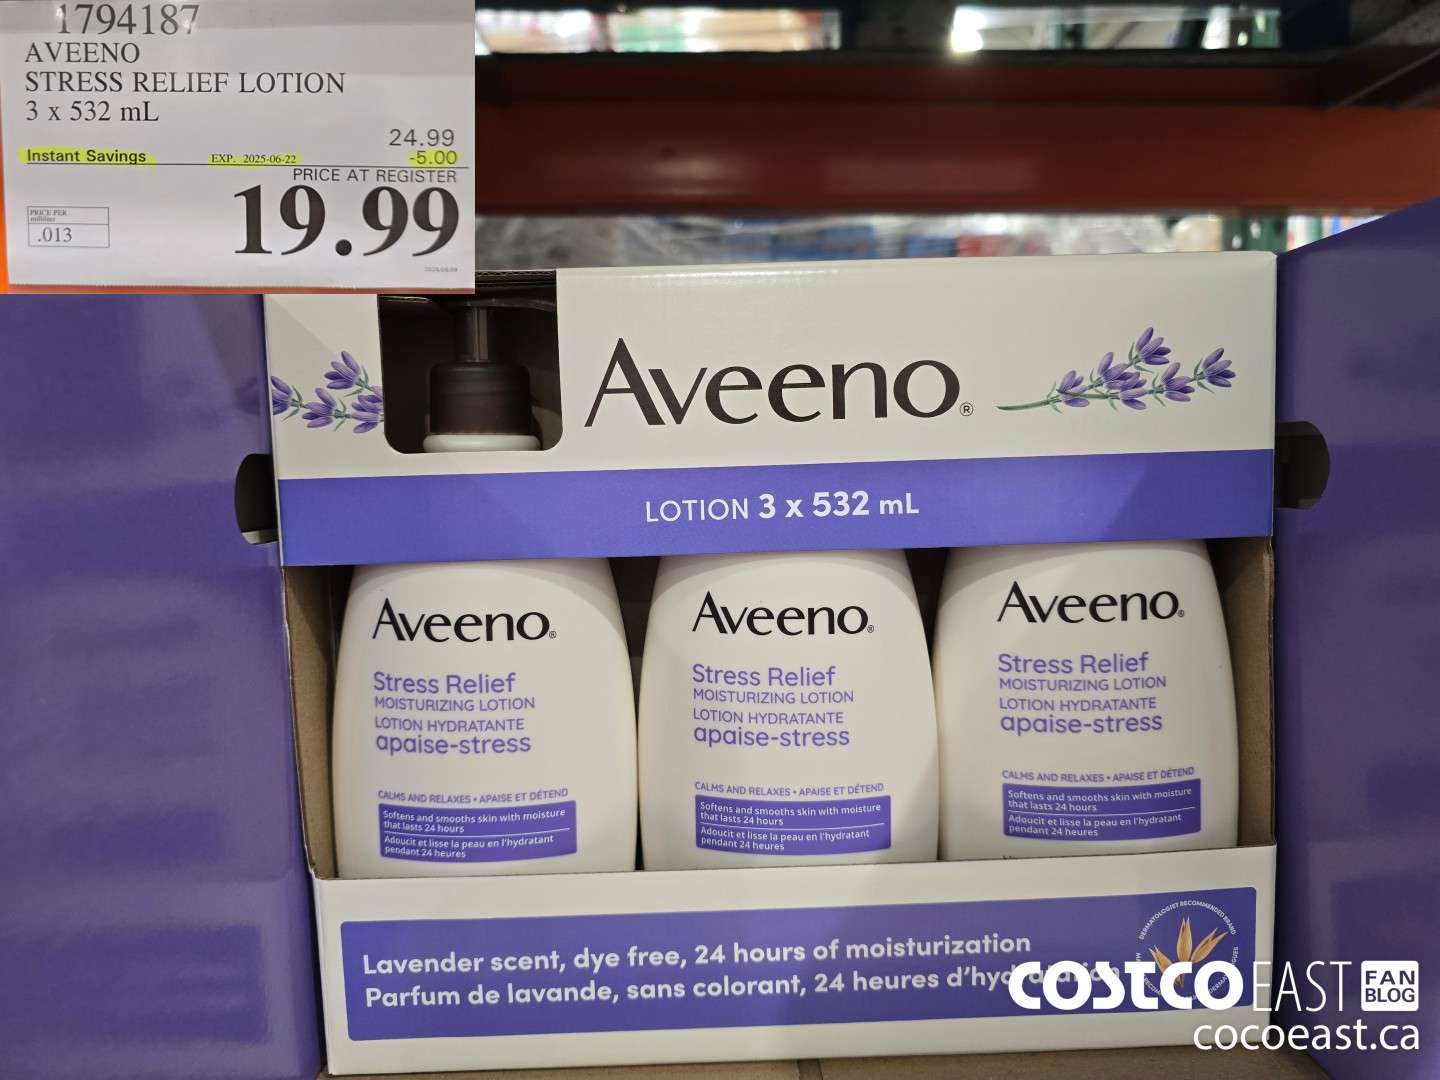 1794187
AVEENO
STRESS RELIEF LOTION
3 x 532 mL
24.99
Instant Savings EXP. 2025-06-22 -5.00
PRICE AT REGISTER
19.99
PRICE PER
milliliter
.013
Aveeno®
LOTION 3 x 532 mL
Aveeno®
Stress Relief
MOISTURIZING LOTION
LOTION HYDRATANTE
apaise-stress
CALMS AND RELAXES • APAISE ET DÉTEND
Softens and smooths skin with moisture
that lasts 24 hours
Adoucit et lisse la peau en l'hydratant
pendant 24 heures
Aveeno®
Stress Relief
MOISTURIZING LOTION
LOTION HYDRATANTE
apaise-stress
CALMS AND RELAXES • APAISE ET DÉTEND
Softens and smooths skin with moisture
that lasts 24 hours
Adoucit et lisse la peau en l'hydratant
pendant 24 heures
Aveeno®
Stress Relief
MOISTURIZING LOTION
LOTION HYDRATANTE
apaise-stress
CALMS AND RELAXES • APAISE ET DÉTEND
Softens and smooths skin with moisture
that lasts 24 hours
Adoucit et lisse la peau en l'hydratant
pendant 24 heures
Lavender scent, dye free, 24 hours of moisturization
Parfum de lavande, sans colorant, 24 heures d'hydratation
DERMATOLOGIST RECOMMENDED BRAND
COSTCO EAST FAN
BLOG
cocoeast.ca